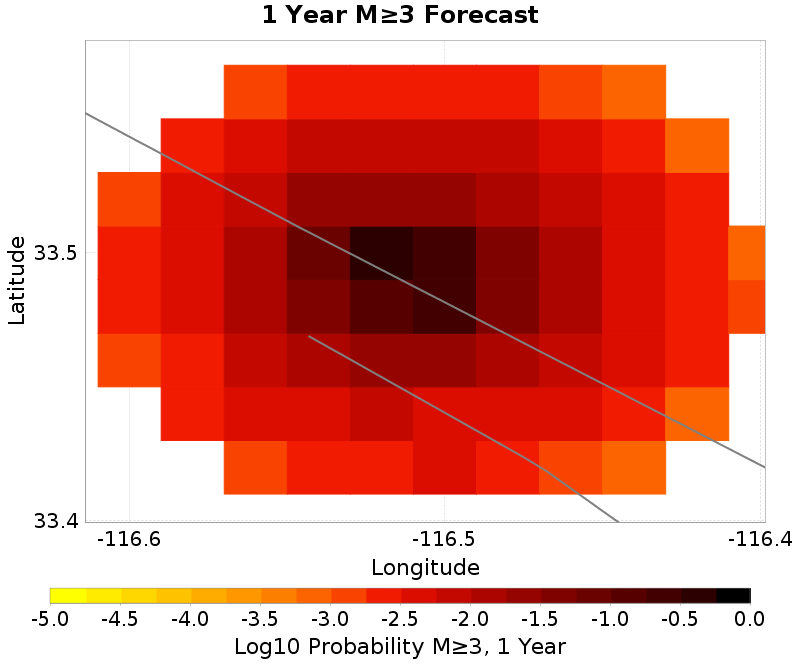 1 Year M≥3 Forecast
Latitude
33.5
33.4
-116.6 -116.5 -116.4
Longitude
-5.0 -4.5 -4.0 -3.5 -3.0 -2.5 -2.0 -1.5 -1.0 -0.5 0.0
Log10 Probability M≥3, 1 Year